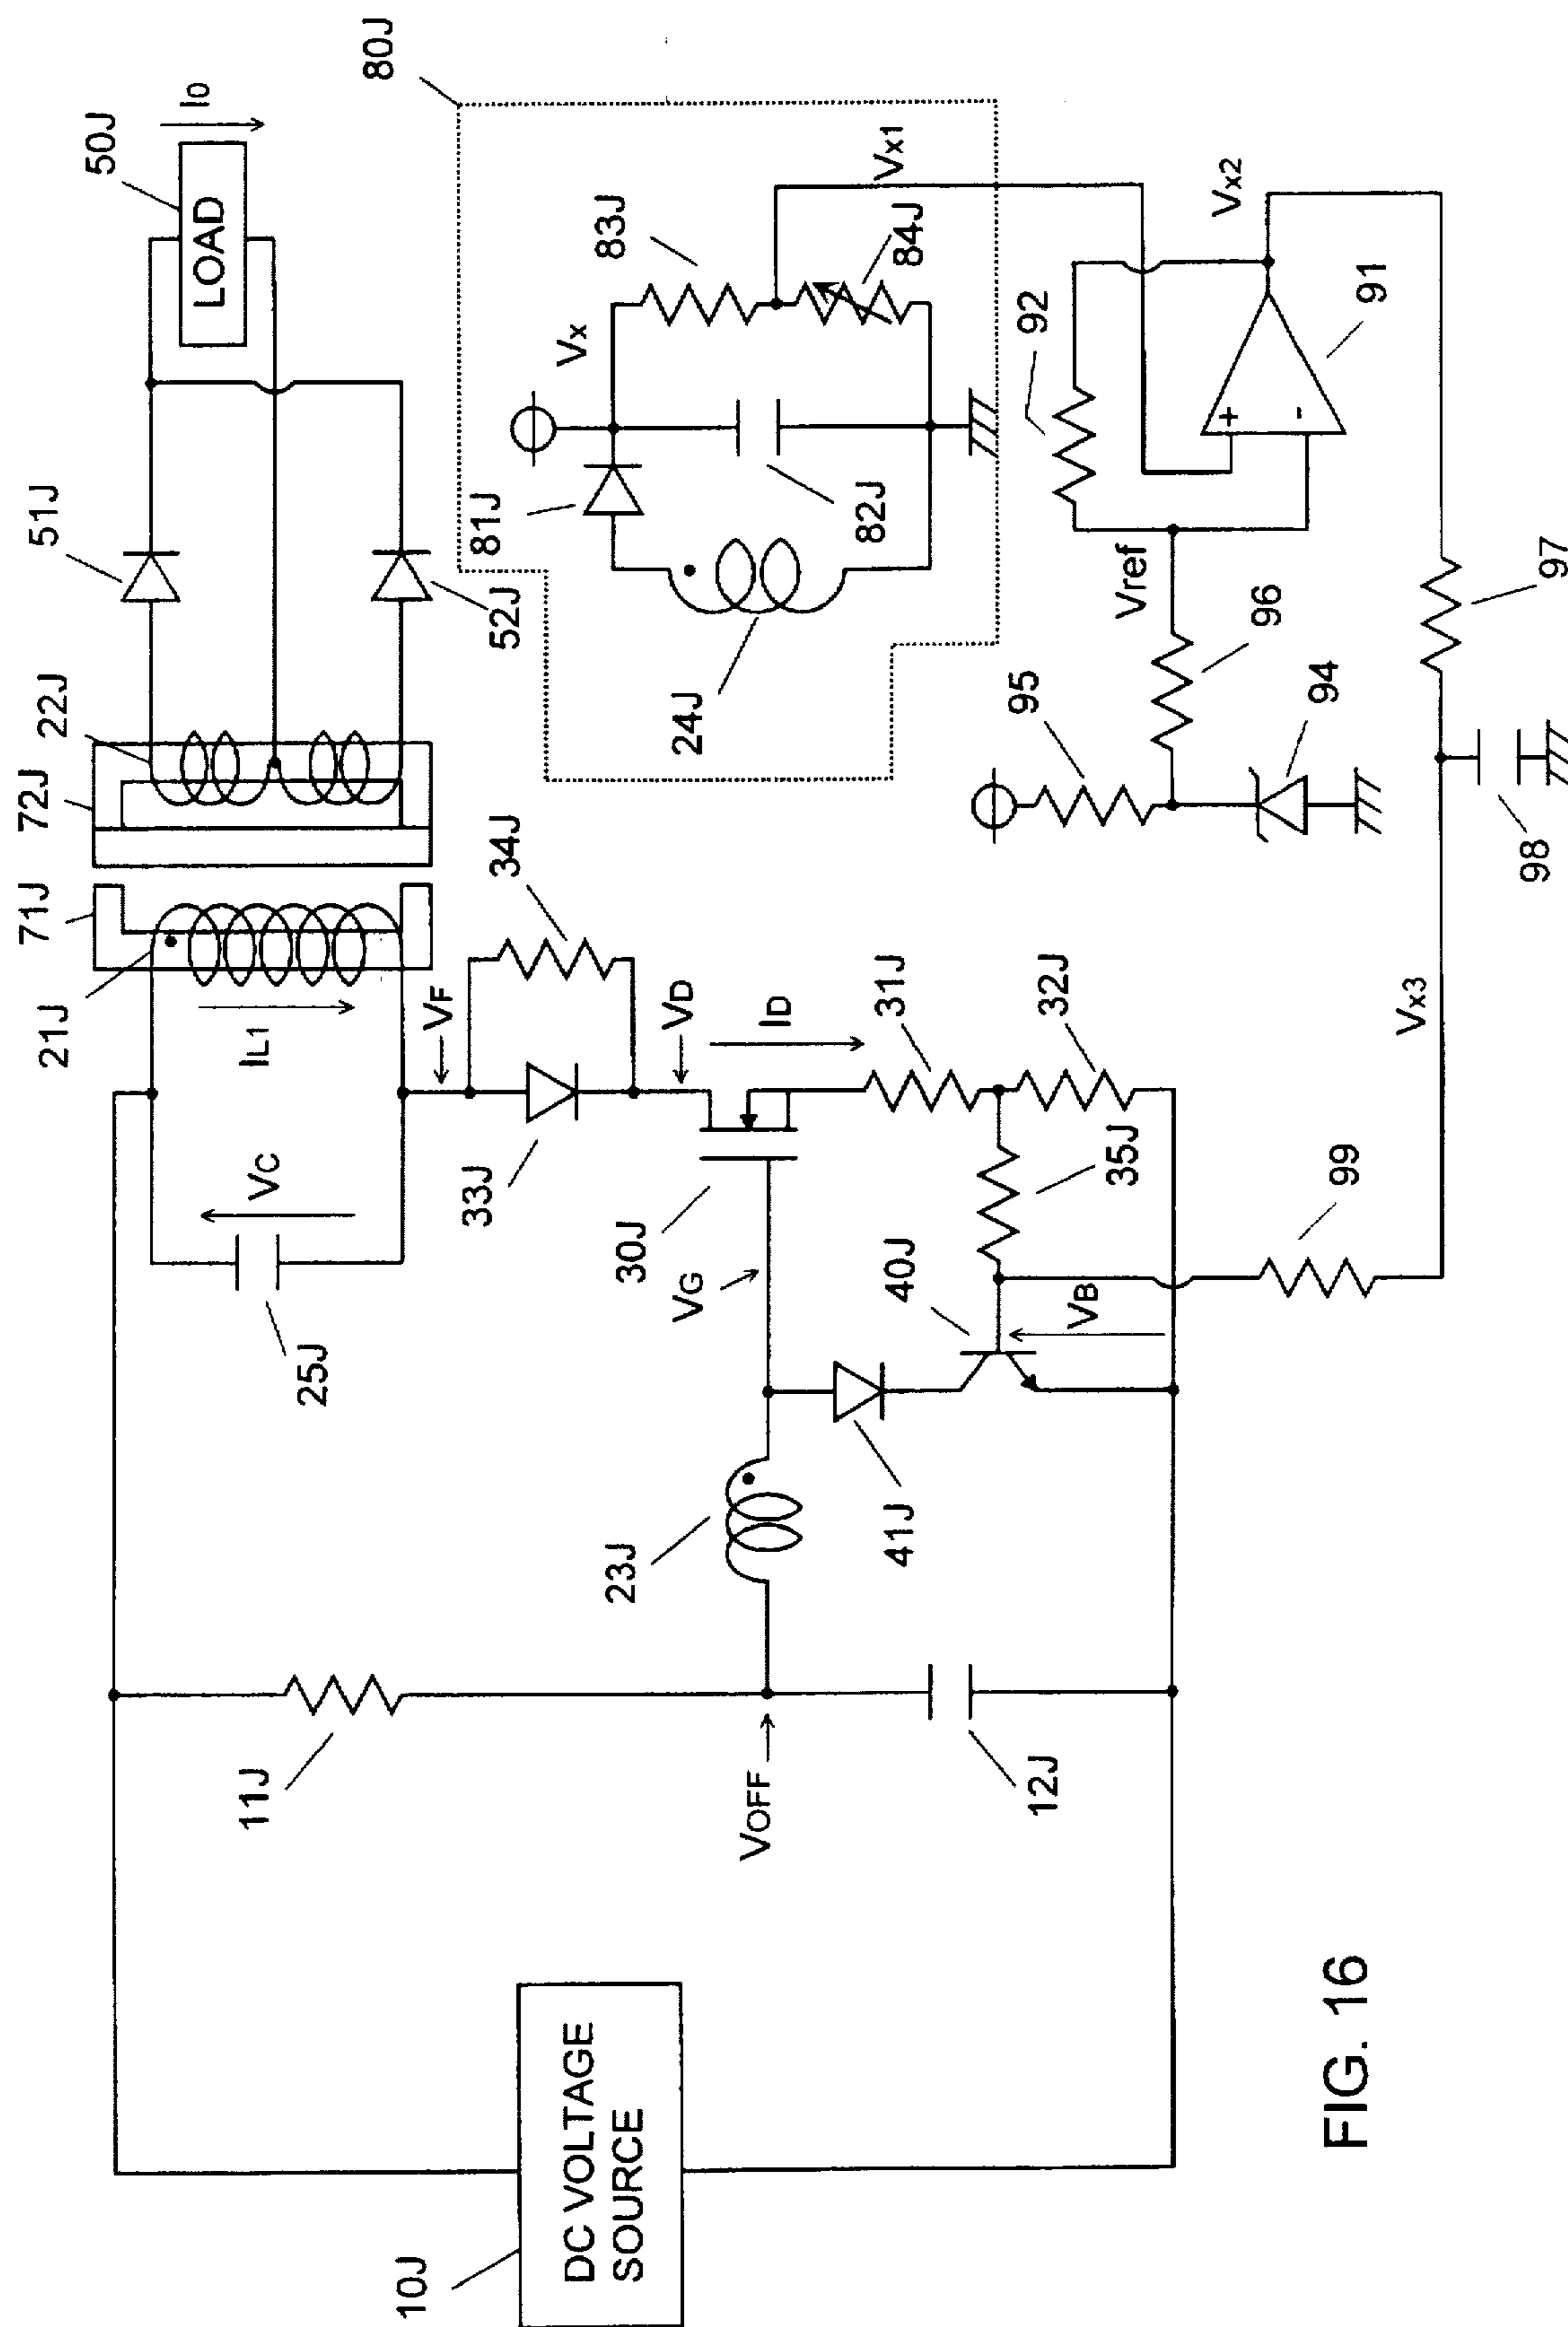 80J
I0
50J
LOAD
51J
22J
72J
52J
71J
21J
IL1
34J
VF
VC
33J
VD
ID
25J
30J
31J
32J
35J
VG
40J
VB
99
23J
41J
11J
VOFF
12J
10J
DC VOLTAGE
SOURCE
Vx
83J
Vx1
84J
81J
82J
24J
92
Vx2
+
-
91
Vref
96
95
94
97
98
Vx3
FIG. 16